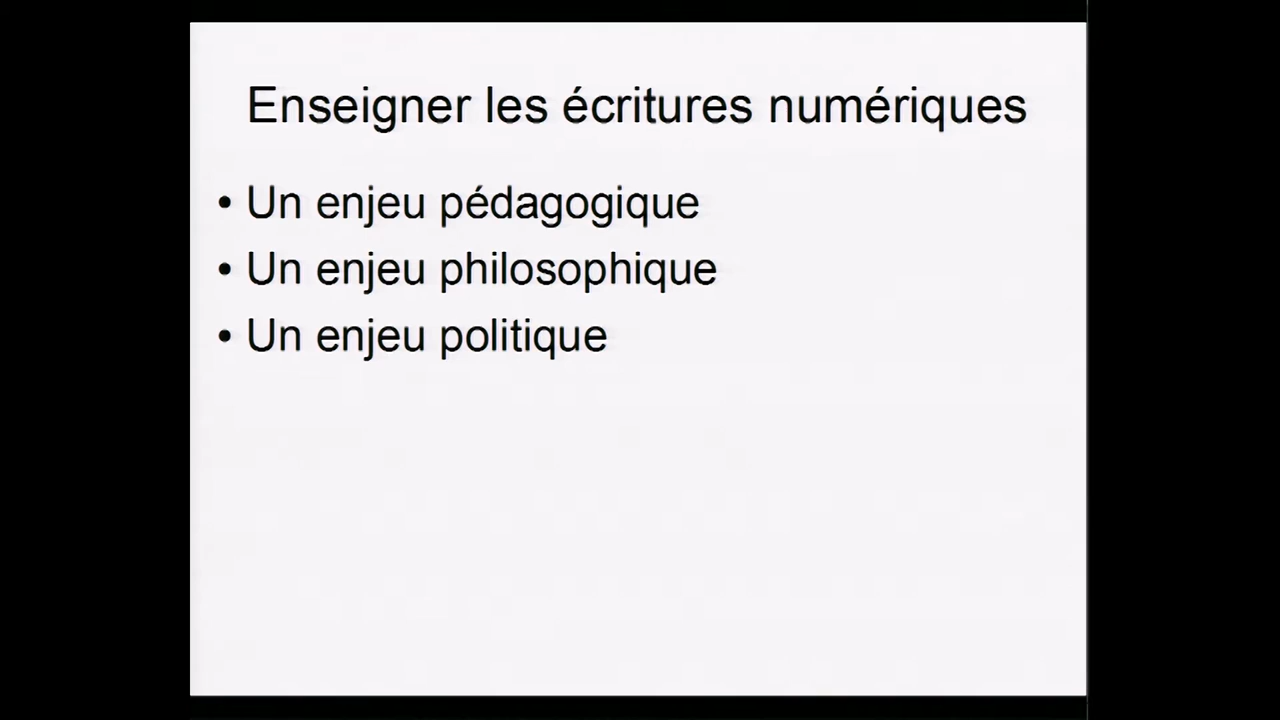 Enseigner les écritures numériques
• Un enjeu pédagogique
• Un enjeu philosophique
• Un enjeu politique